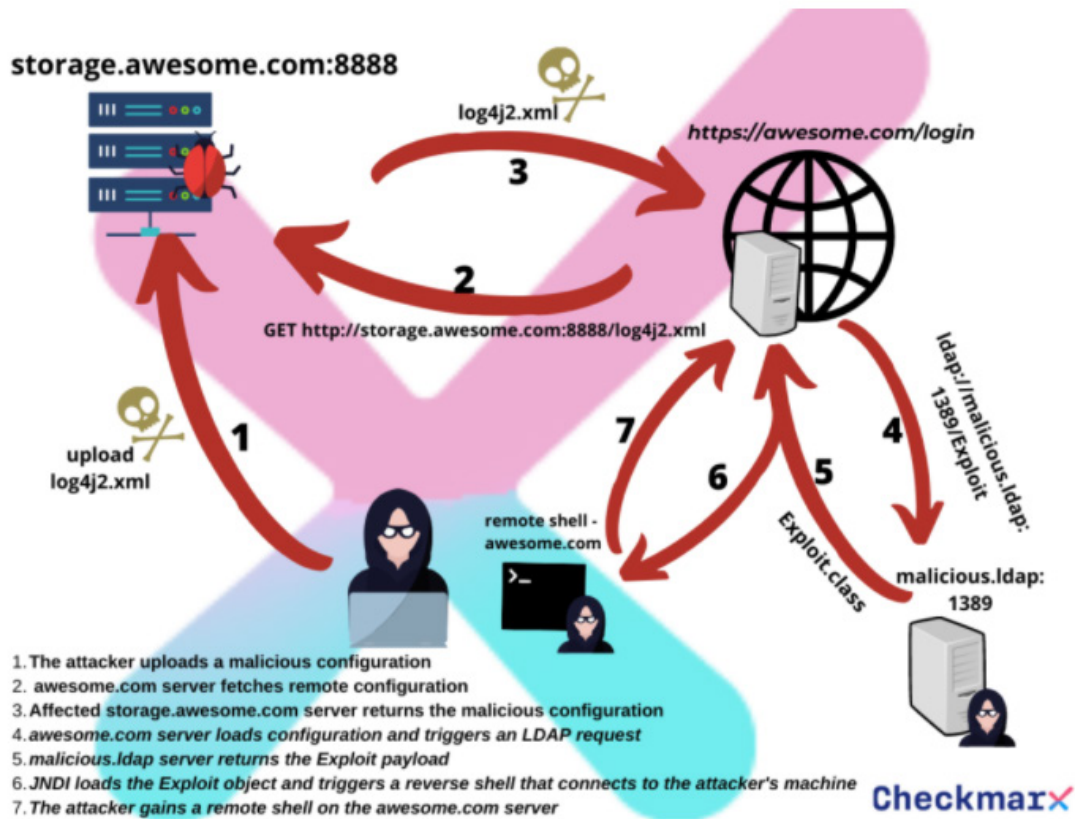 storage.awesome.com:8888
log4j2.xml
https://awesome.com/login
3
2
GET http://storage.awesome.com:8888/log4j2.xml
upload
log4j2.xml
1
remote shell -
awesome.com
>_
7
6
5
4
ldap://malicious.ldap:
1389/Exploit
Exploit.class
malicious.ldap:
1389
1. The attacker uploads a malicious configuration
2. awesome.com server fetches remote configuration
3. Affected storage.awesome.com server returns the malicious configuration
4. awesome.com server loads configuration and triggers an LDAP request
5. malicious.ldap server returns the Exploit payload
6. JNDI loads the Exploit object and triggers a reverse shell that connects to the attacker's machine
7. The attacker gains a remote shell on the awesome.com server
Checkmarx